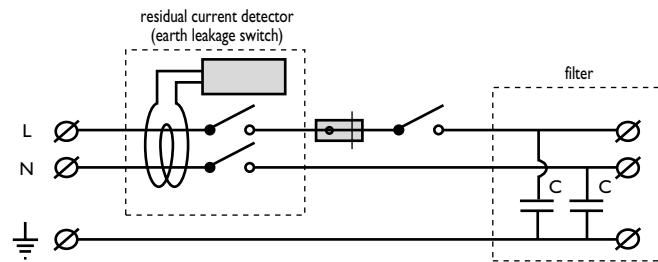 residual current detector
(earth leakage switch)
filter
L
N
C
C